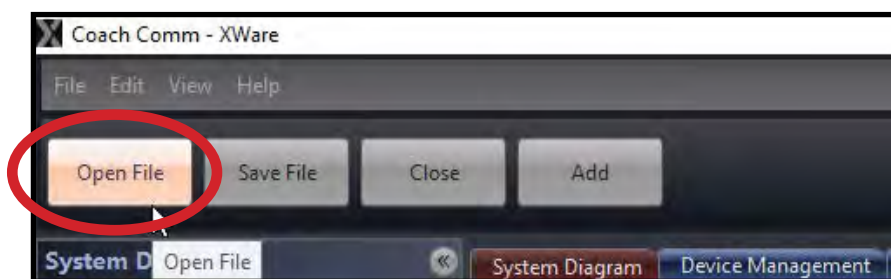 Coach Comm - XWare
File Edit View Help
Open File Save File Close Add
System D Open File System Diagram Device Management